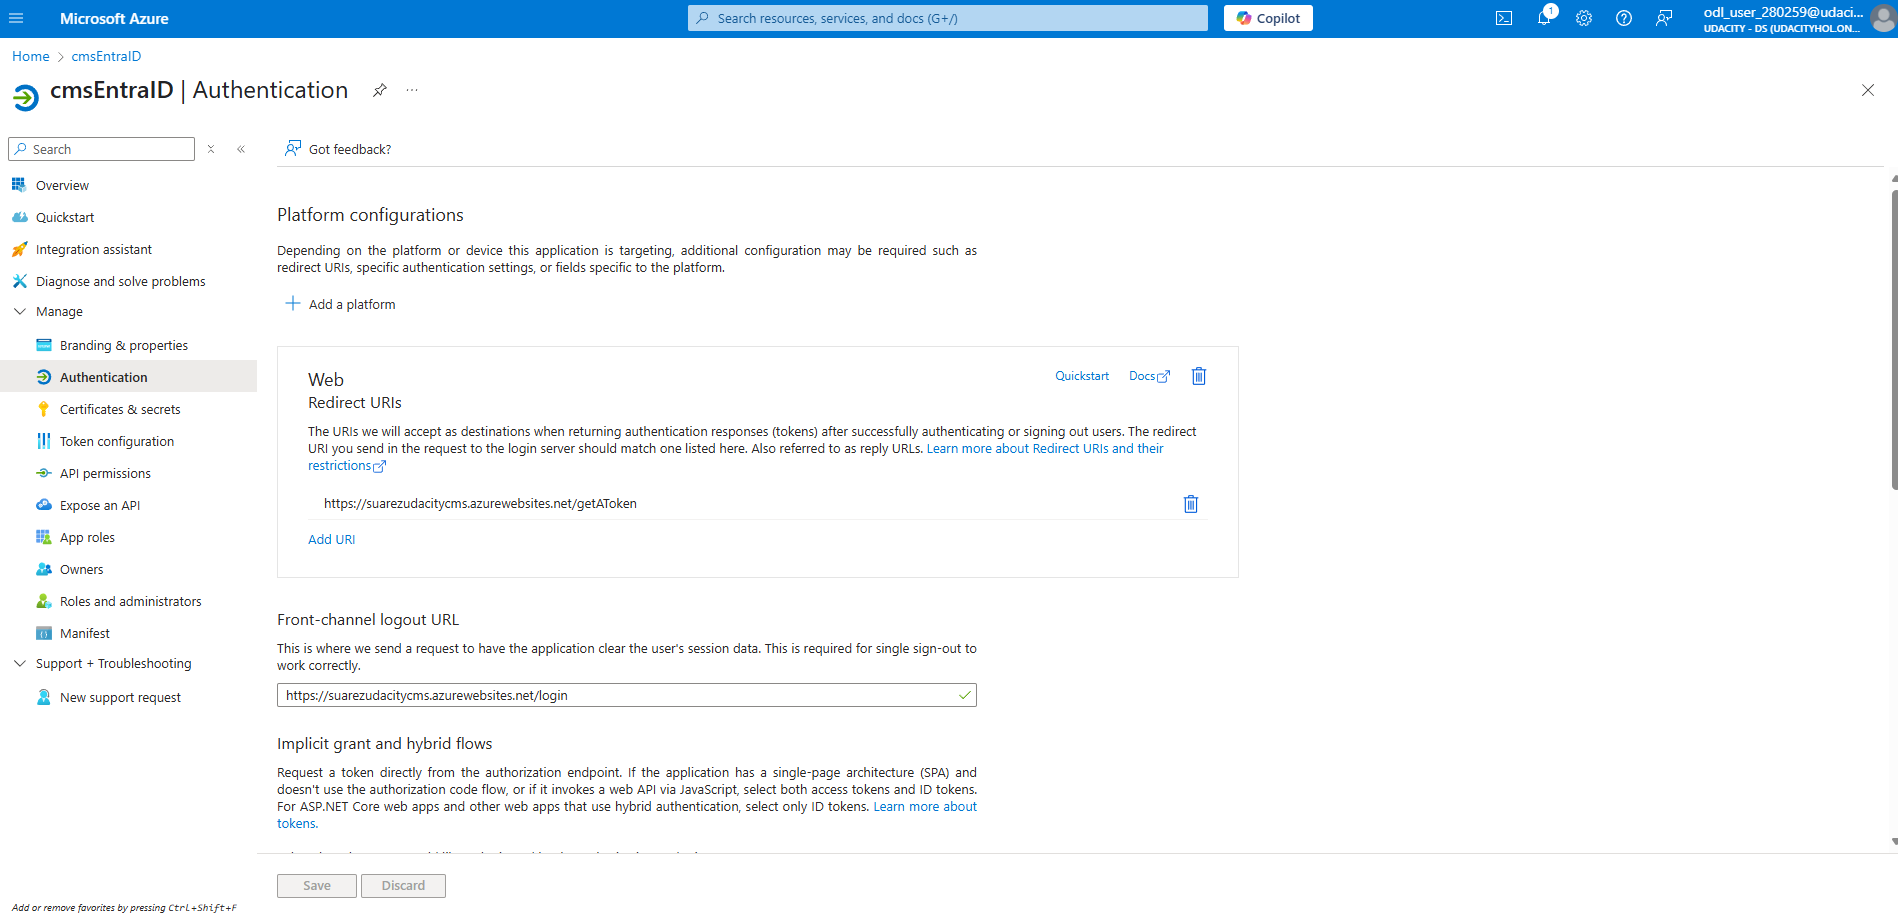 Microsoft Azure
Search resources, services, and docs (G+/)
Copilot
1
odl_user_280259@udaci...
UDACITY - DS (UDACITYHOL.ON...
Home > cmsEntraID
cmsEntraID | Authentication
...
Search
Got feedback?
Overview
Quickstart
Integration assistant
Diagnose and solve problems
Manage
Branding & properties
Authentication
Certificates & secrets
Token configuration
API permissions
Expose an API
App roles
Owners
Roles and administrators
Manifest
Support + Troubleshooting
New support request
Add or remove favorites by pressing Ctrl+Shift+F
Platform configurations
Depending on the platform or device this application is targeting, additional configuration may be required such as
redirect URIs, specific authentication settings, or fields specific to the platform.
Add a platform
Web
Quickstart
Docs
Redirect URIs
The URIs we will accept as destinations when returning authentication responses (tokens) after successfully authenticating or signing out users. The redirect
URI you send in the request to the login server should match one listed here. Also referred to as reply URLs. Learn more about Redirect URIs and their
restrictions
https://suarezudacitycms.azurewebsites.net/getAToken
Add URI
Front-channel logout URL
This is where we send a request to have the application clear the user's session data. This is required for single sign-out to
work correctly.
https://suarezudacitycms.azurewebsites.net/login
Implicit grant and hybrid flows
Request a token directly from the authorization endpoint. If the application has a single-page architecture (SPA) and
doesn't use the authorization code flow, or if it invokes a web API via JavaScript, select both access tokens and ID tokens.
For ASP.NET Core web apps and other web apps that use hybrid authentication, select only ID tokens. Learn more about
tokens.
Save
Discard